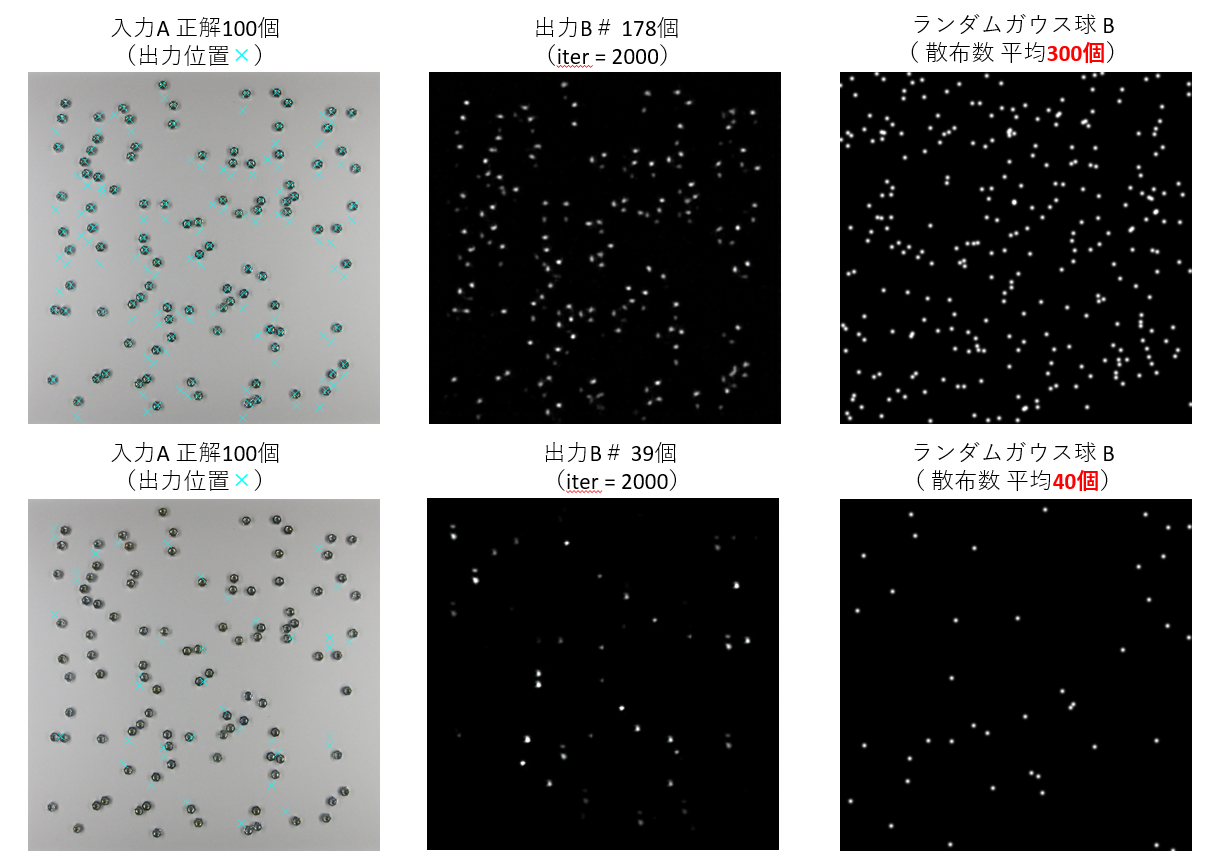 入力A 正解100個
（出力位置×）
出力B＃ 178個
（iter = 2000）
ランダムガウス球 B
（ 散布数 平均300個）
入力A 正解100個
（出力位置×）
出力B＃ 39個
（iter = 2000）
ランダムガウス球 B
（ 散布数 平均40個）